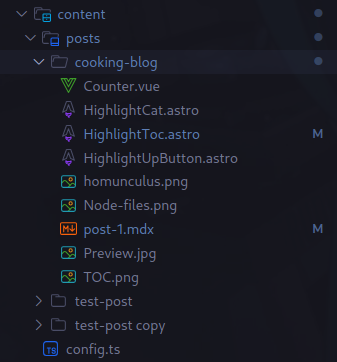 content
posts
cooking-blog
Counter.vue
HighlightCat.astro
HighlightToc.astro M
HighlightUpButton.astro
homunculus.png
Node-files.png
post-1.mdx M
Preview.jpg
TOC.png
test-post
test-post copy
TS config.ts